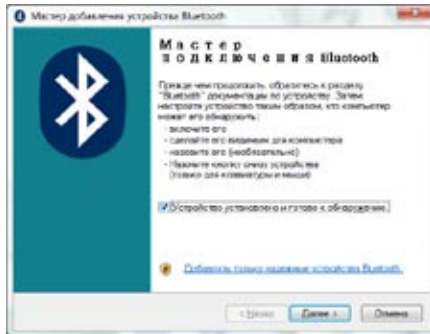 Мастер добавления устройства Bluetooth
Мастер
подключения Bluetooth
Прежде чем продолжить, обратитесь к разделу
"Bluetooth" документации по устройству. Затем
настройте устройство таким образом, что компьютер
может его обнаружить:
- включите его
- сделайте его видимым для компьютера
- назовите его (необязательно)
- Нажмите кнопку снизу устройства
(только для клавиатуры и мыши)
Устройство установлено и готово к обнаружению.
Добавлять только надежные устройства Bluetooth.
< Назад
Далее >
Отмена